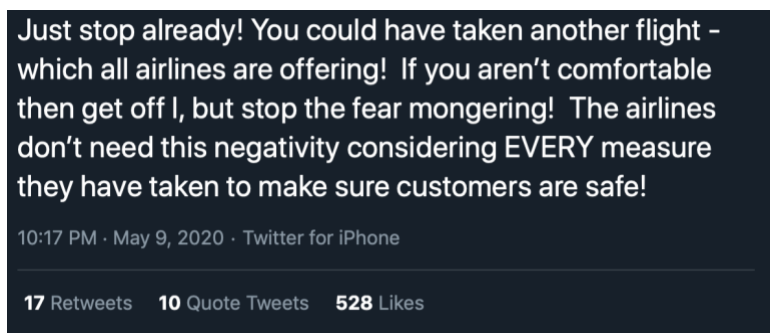 Just stop already! You could have taken another flight -
which all airlines are offering!  If you aren’t comfortable
then get off I, but stop the fear mongering!  The airlines
don’t need this negativity considering EVERY measure
they have taken to make sure customers are safe!
10:17 PM · May 9, 2020 · Twitter for iPhone
17 Retweets 10 Quote Tweets 528 Likes